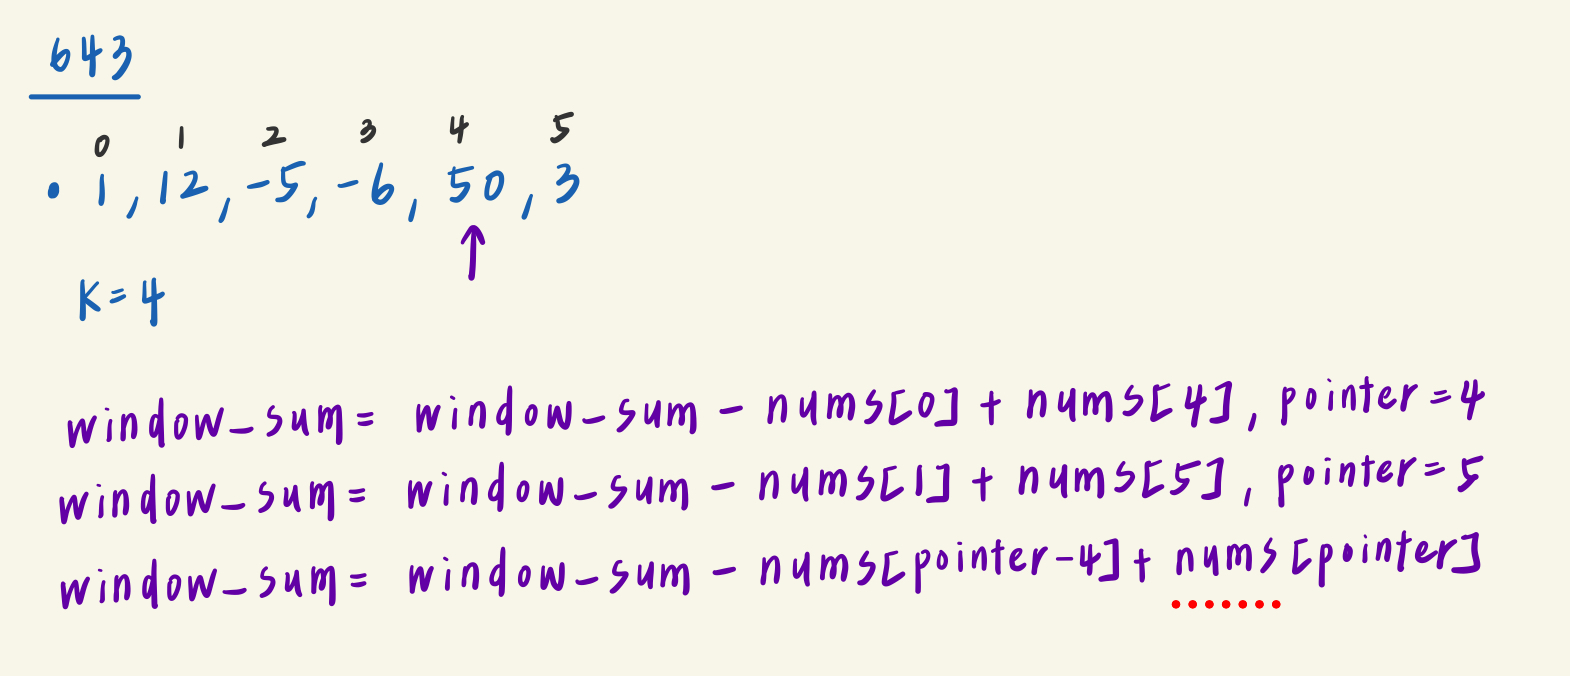 643
0 1 2 3 4 5
• 1, 12, -5, -6, 50, 3
↑
K=4
window_sum = window_sum - nums[0] + nums[4], pointer = 4
window_sum = window_sum - nums[1] + nums[5], pointer = 5
window_sum = window_sum - nums[pointer-4] + nums[pointer]